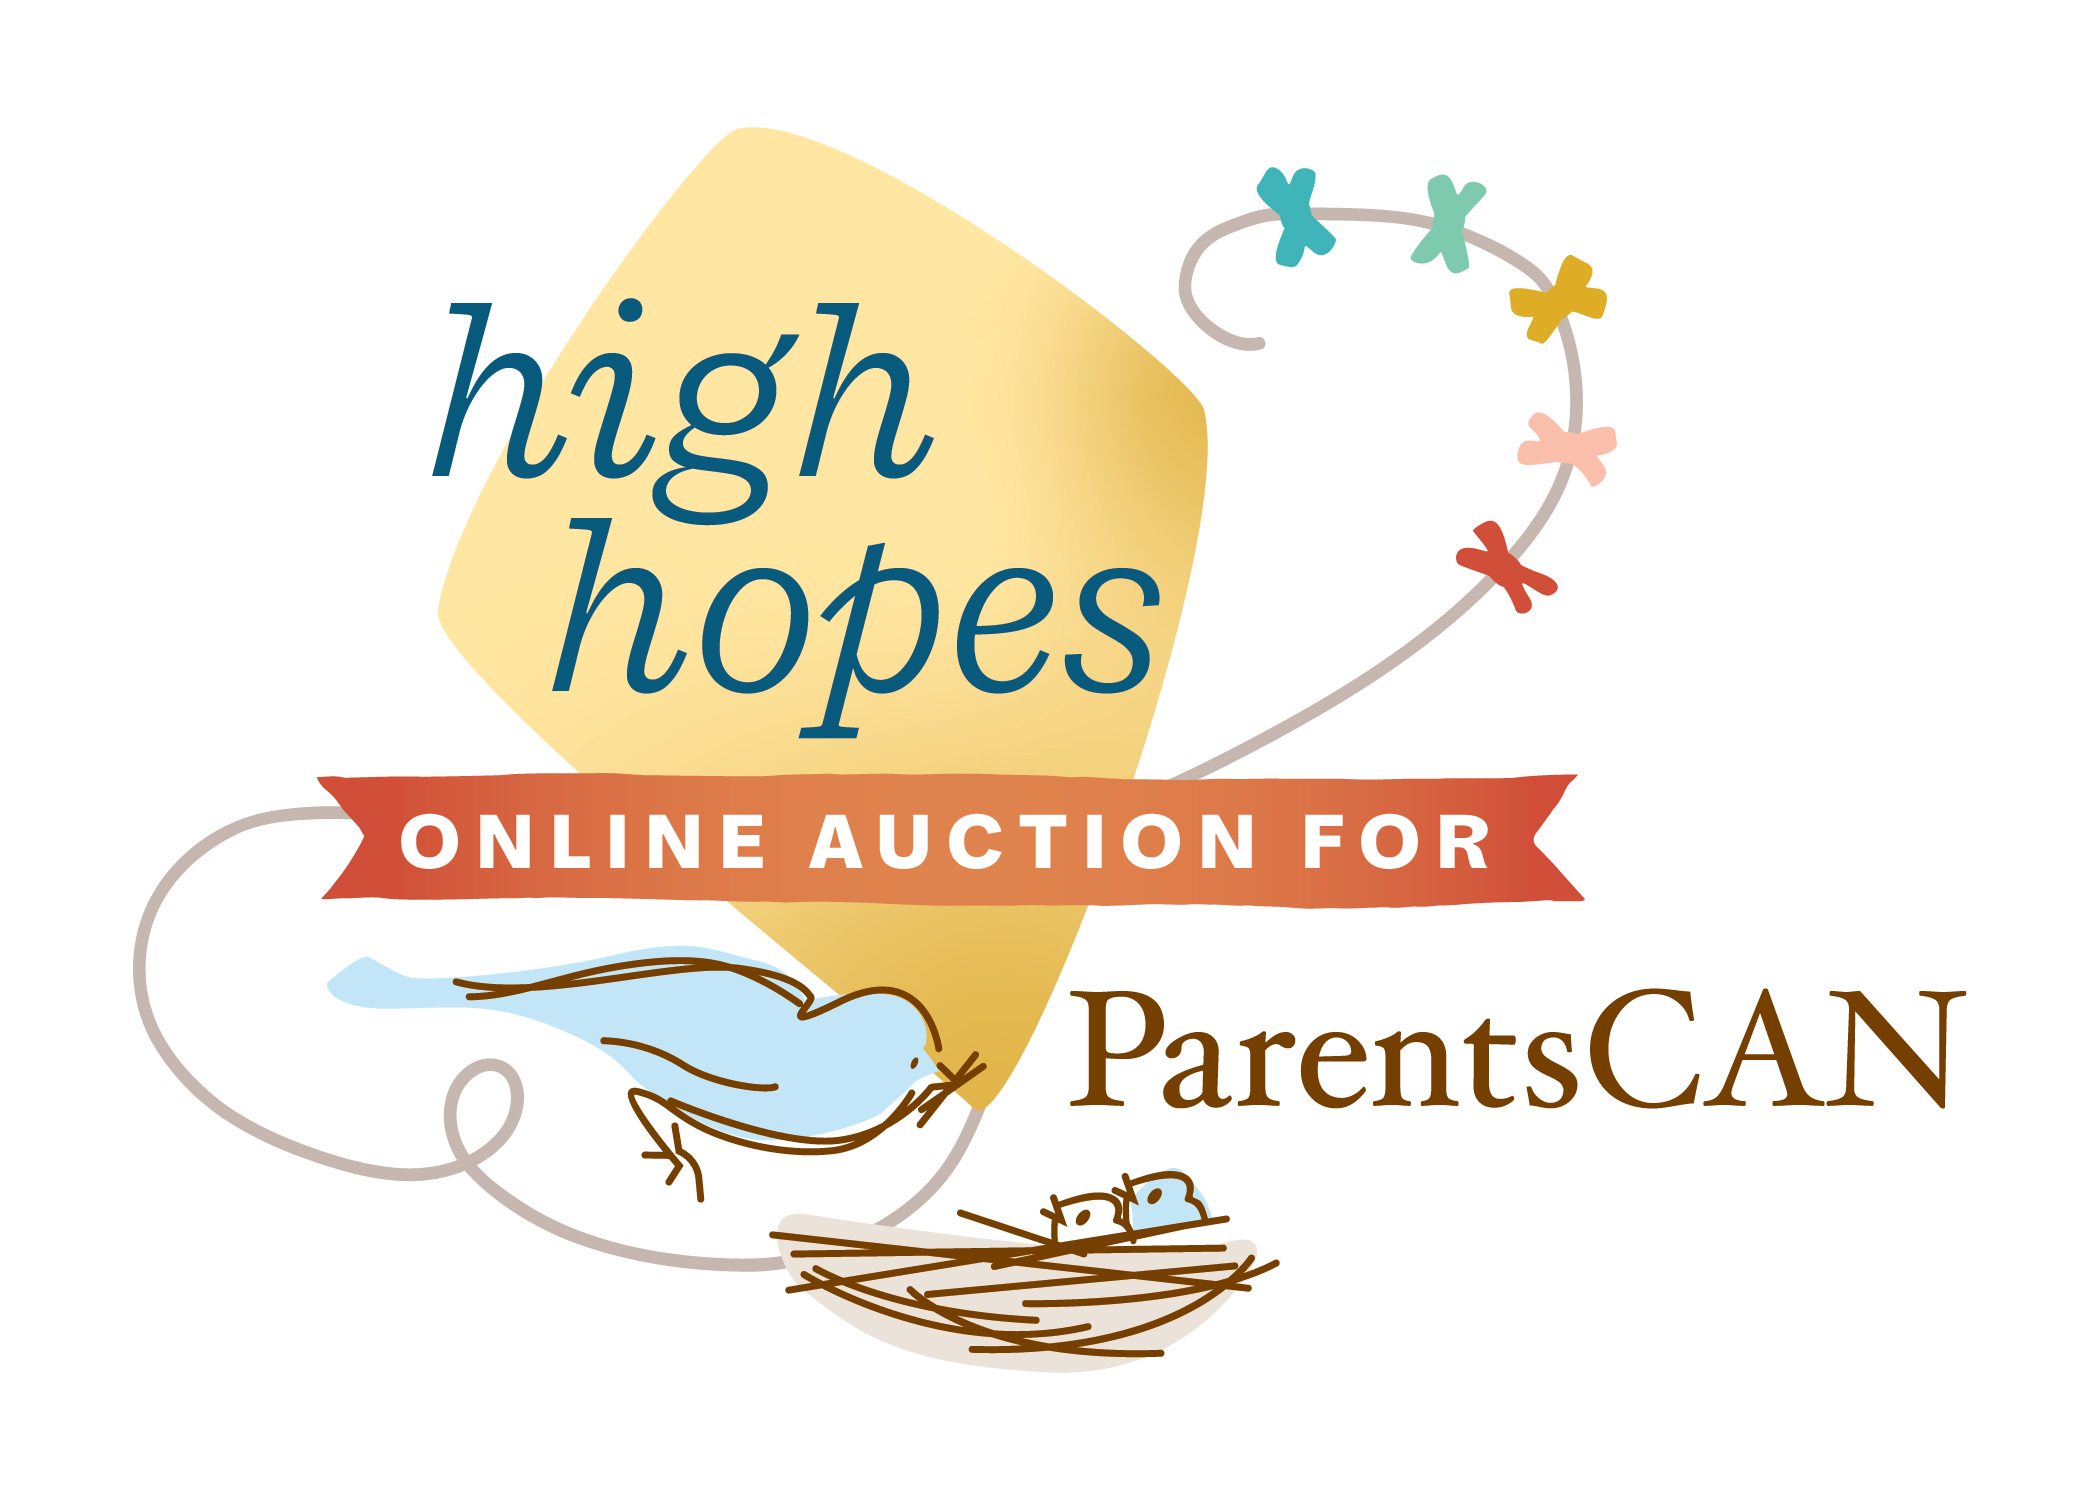 high
hopes
ONLINE AUCTION FOR
ParentsCAN